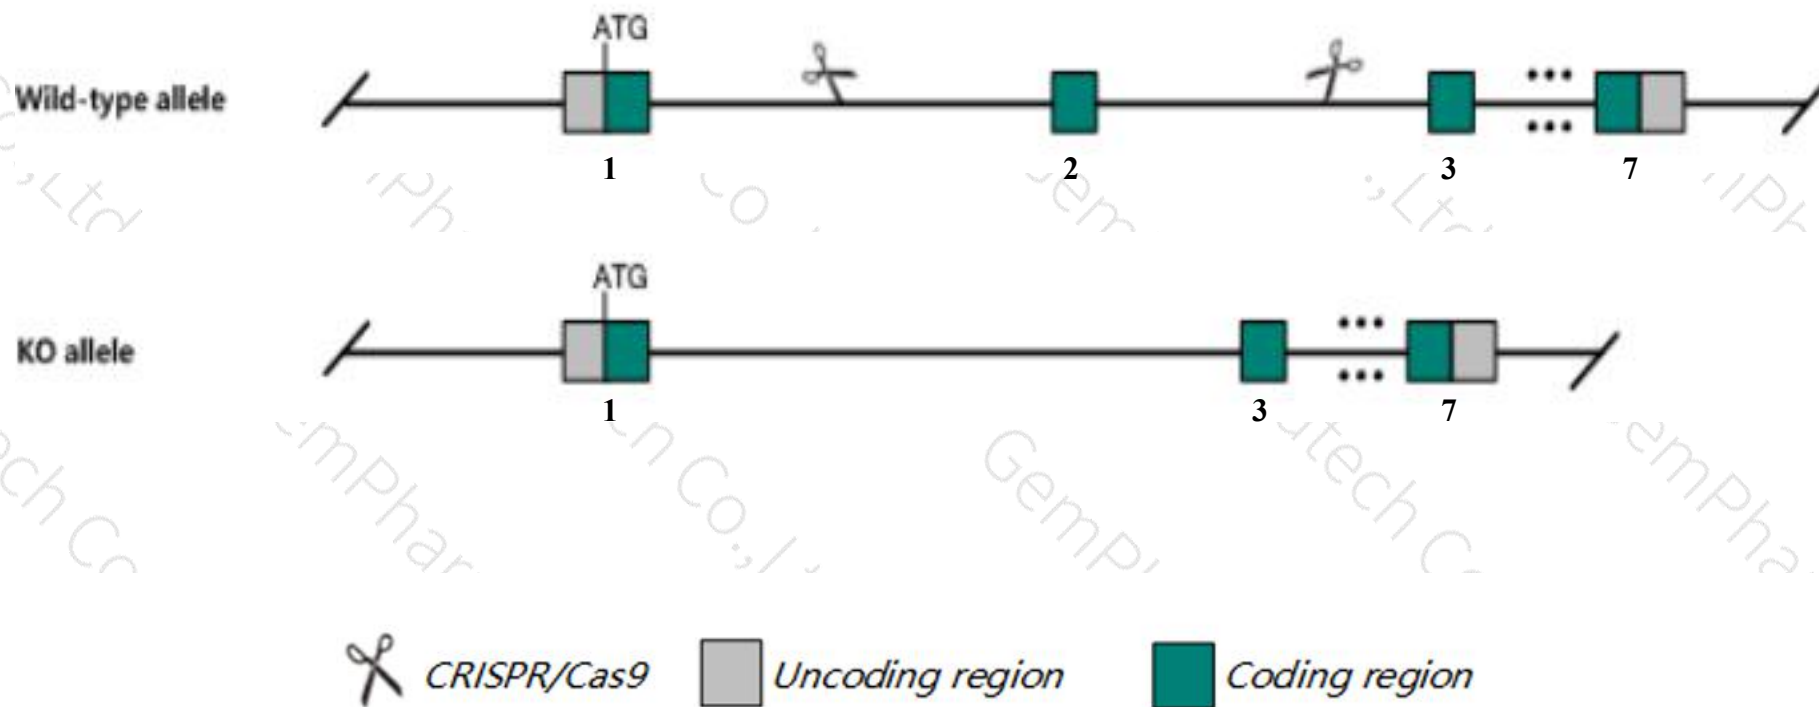 ATG
Wild-type allele
1 2 3 7
ATG
KO allele
1 3 7
CRISPR/Cas9 Uncoding region Coding region